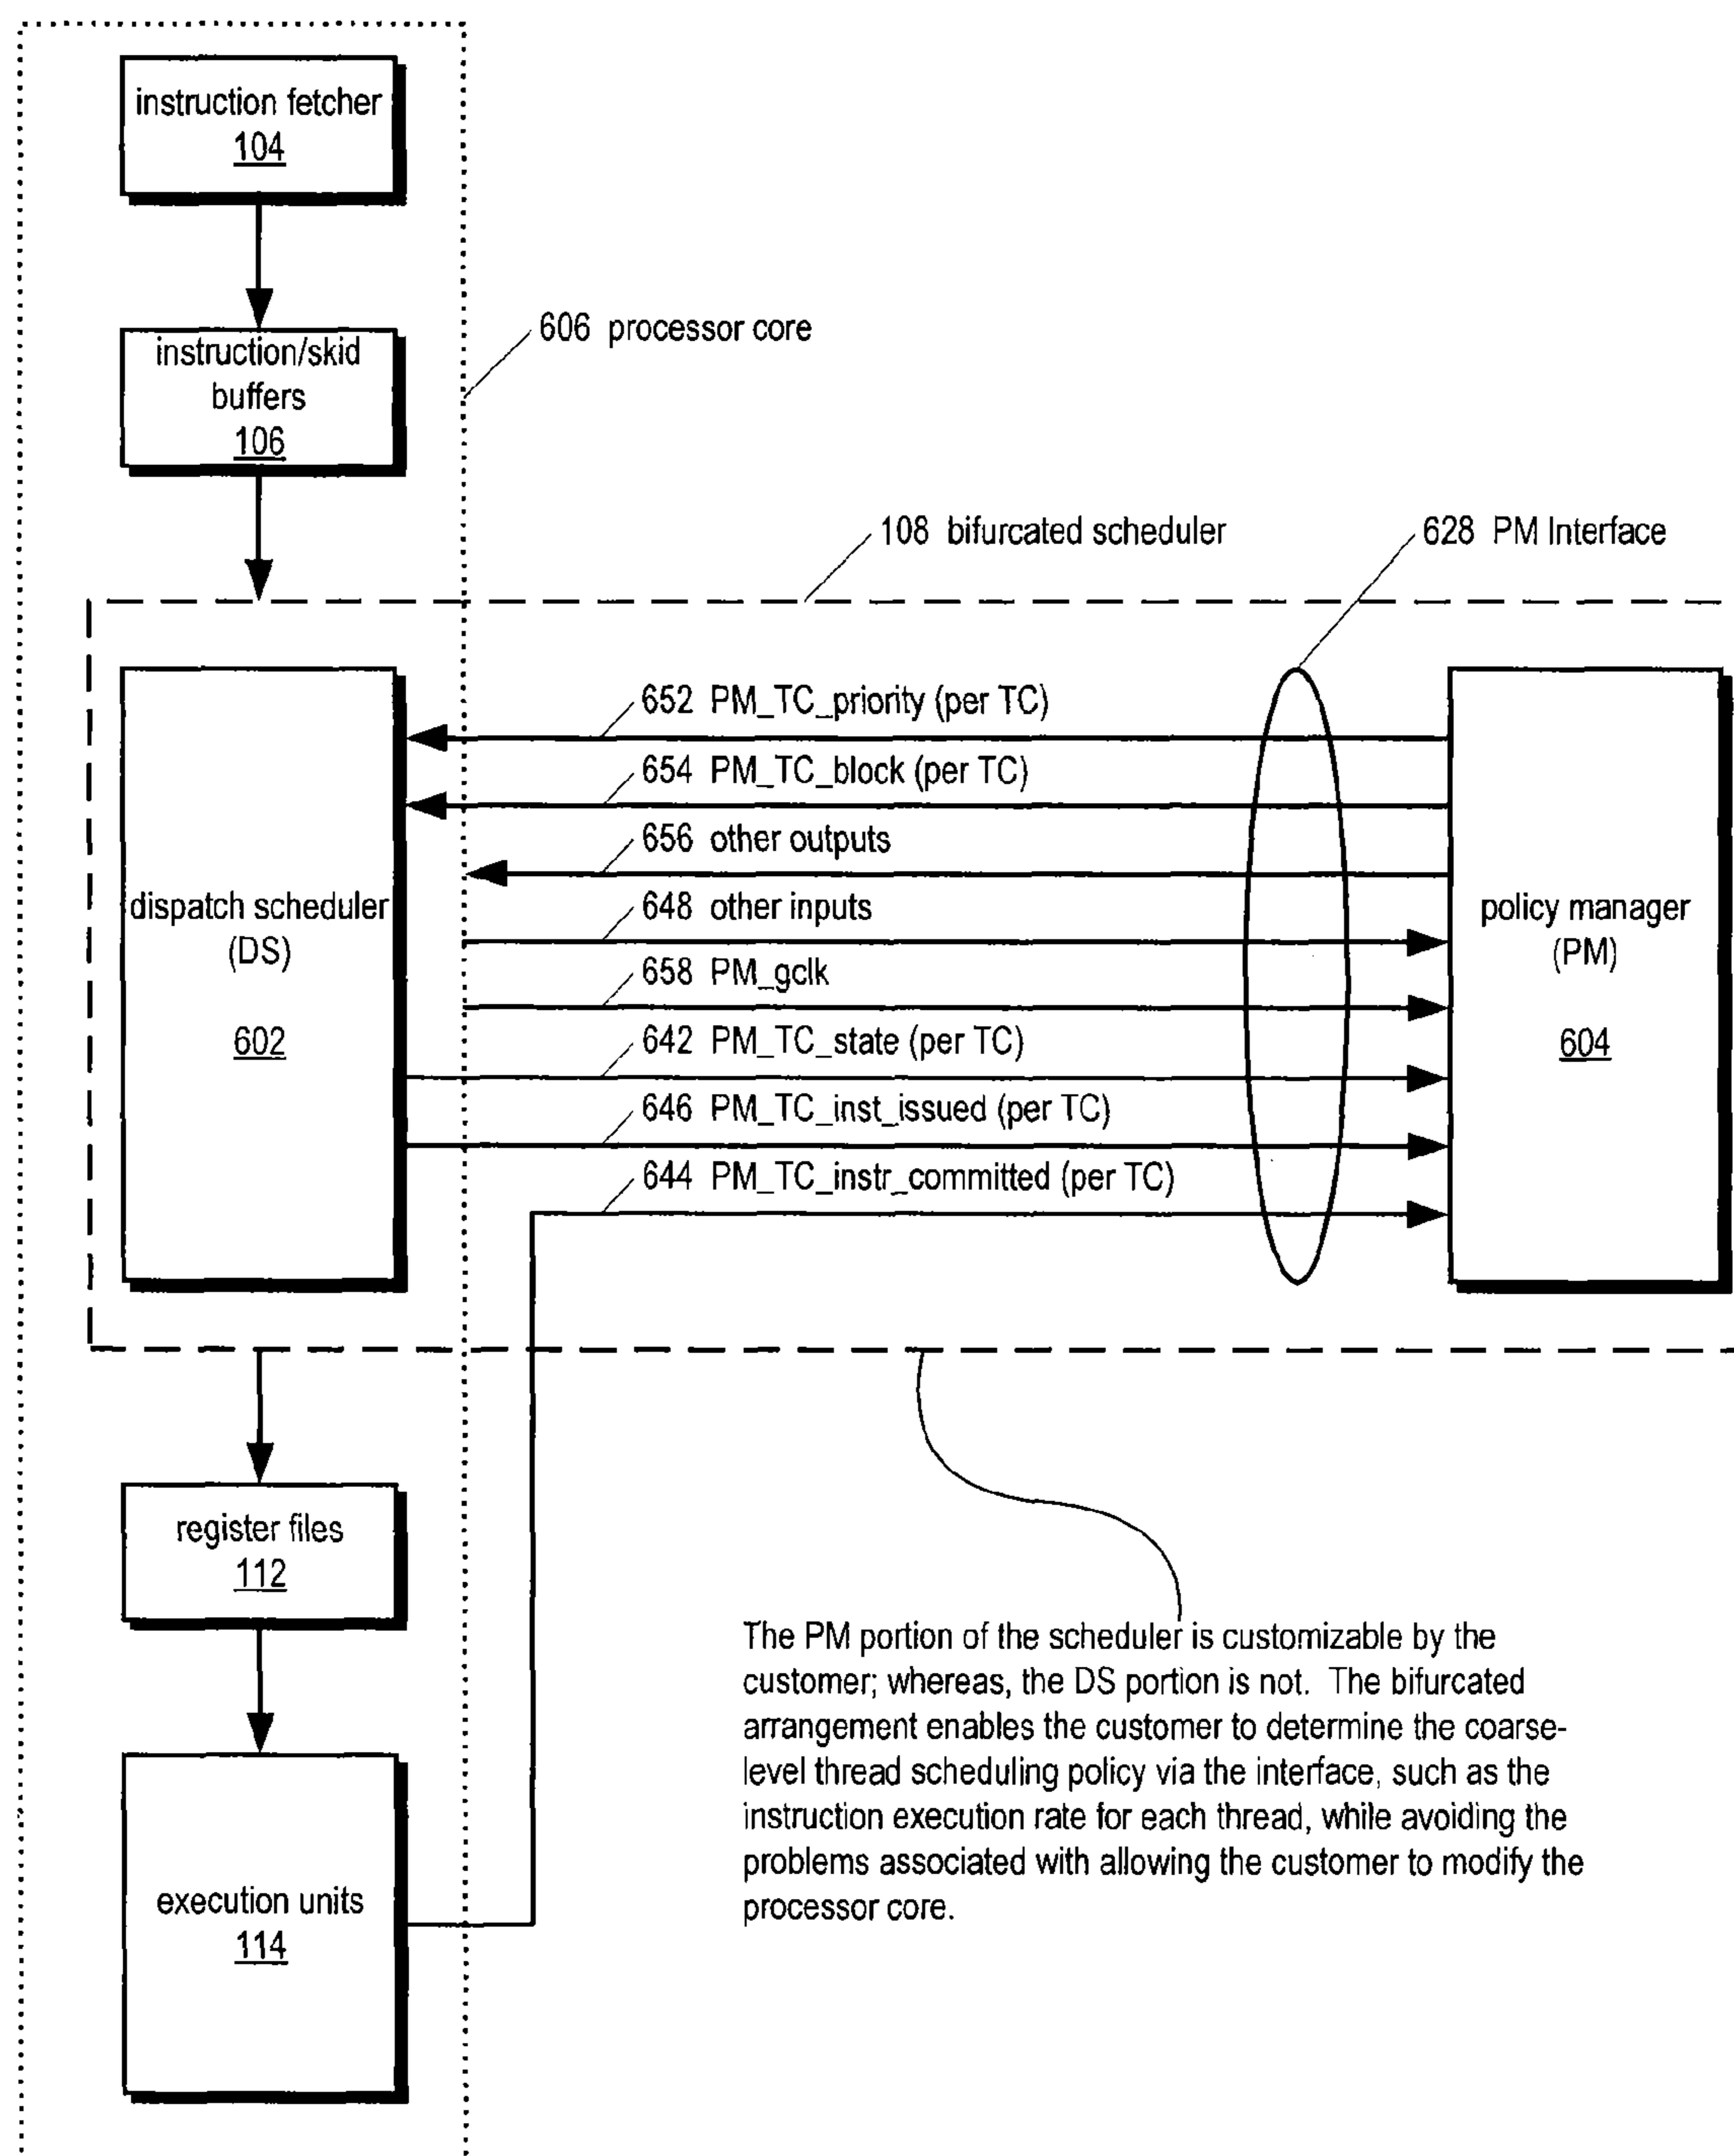 instruction fetcher
104
instruction/skid
buffers
106
606 processor core
108 bifurcated scheduler
628 PM Interface
652 PM_TC_priority (per TC)
654 PM_TC_block (per TC)
656 other outputs
648 other inputs
658 PM_gclk
642 PM_TC_state (per TC)
646 PM_TC_inst_issued (per TC)
644 PM_TC_instr_committed (per TC)
dispatch scheduler
(DS)
602
policy manager
(PM)
604
register files
112
execution units
114
The PM portion of the scheduler is customizable by the
customer; whereas, the DS portion is not. The bifurcated
arrangement enables the customer to determine the coarse-
level thread scheduling policy via the interface, such as the
instruction execution rate for each thread, while avoiding the
problems associated with allowing the customer to modify the
processor core.